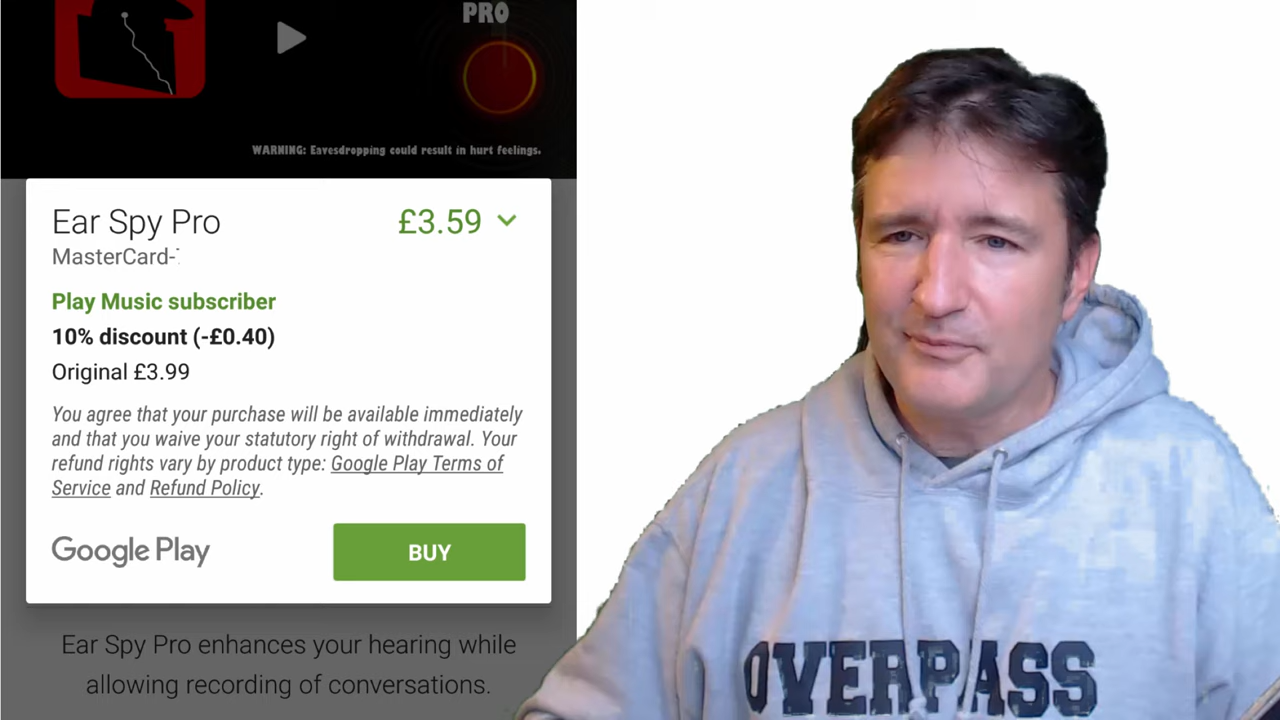 PRO
WARNING: Eavesdropping could result in hurt feelings.
Ear Spy Pro
£3.59
MasterCard-
Play Music subscriber
10% discount (-£0.40)
Original £3.99
You agree that your purchase will be available immediately
and that you waive your statutory right of withdrawal. Your
refund rights vary by product type: Google Play Terms of
Service and Refund Policy.
Google Play
BUY
Ear Spy Pro enhances your hearing while
allowing recording of conversations.
OVERPASS